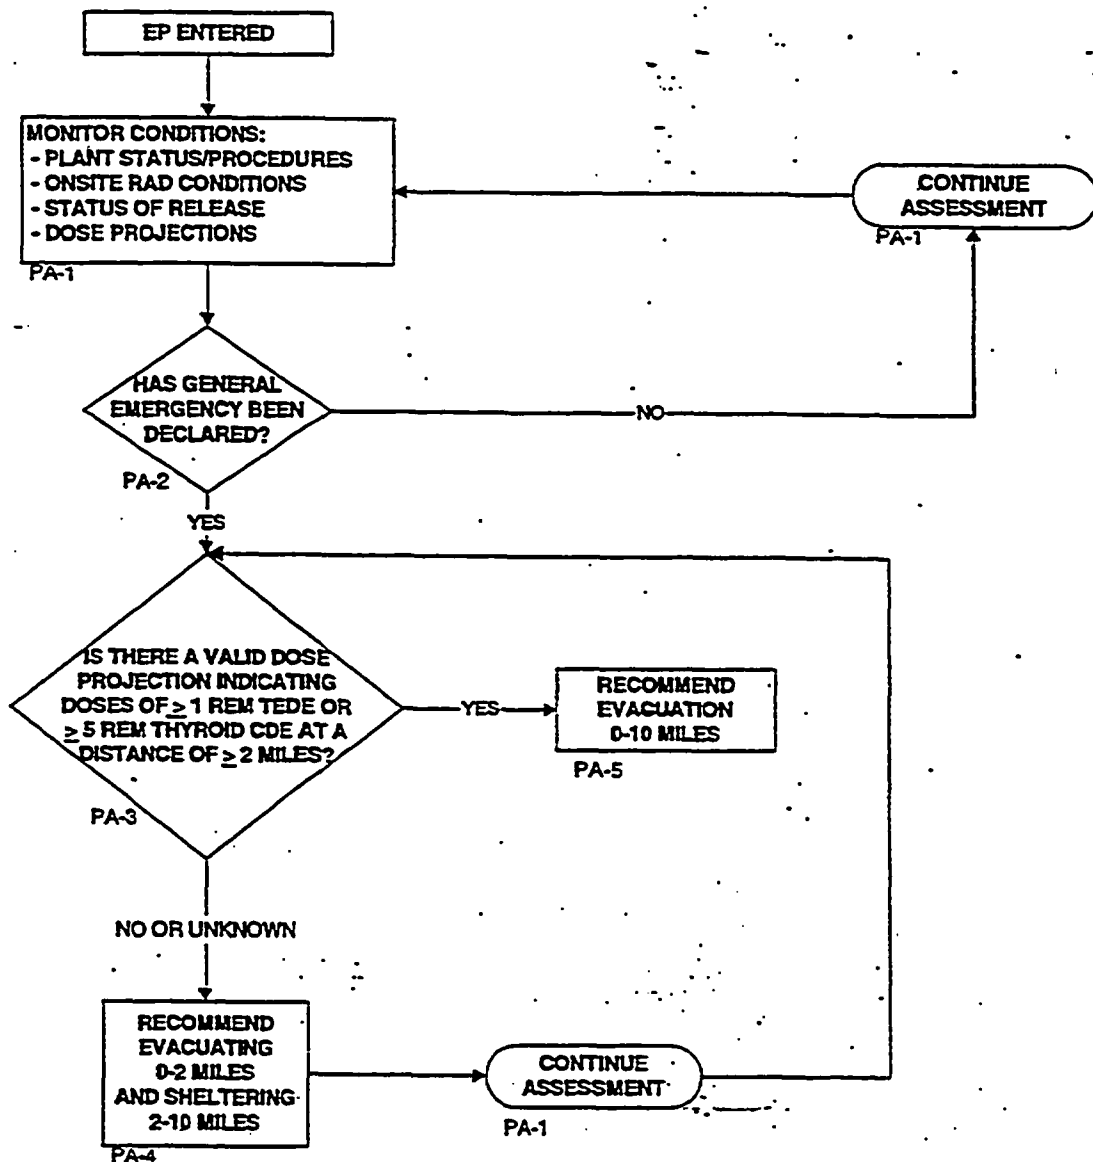 EP ENTERED
MONITOR CONDITIONS:
- PLANT STATUS/PROCEDURES
- ONSITE RAD CONDITIONS
- STATUS OF RELEASE
- DOSE PROJECTIONS
PA-1
CONTINUE
ASSESSMENT
PA-1
HAS GENERAL
EMERGENCY BEEN
DECLARED?
PA-2
NO
YES
IS THERE A VALID DOSE
PROJECTION INDICATING
DOSES OF ≥ 1 REM TEDE OR
≥ 5 REM THYROID CDE AT A
DISTANCE OF ≥ 2 MILES?
PA-3
YES
RECOMMEND
EVACUATION
0-10 MILES
PA-5
NO OR UNKNOWN
RECOMMEND
EVACUATING
0-2 MILES
AND SHELTERING
2-10 MILES
PA-4
CONTINUE
ASSESSMENT
PA-1